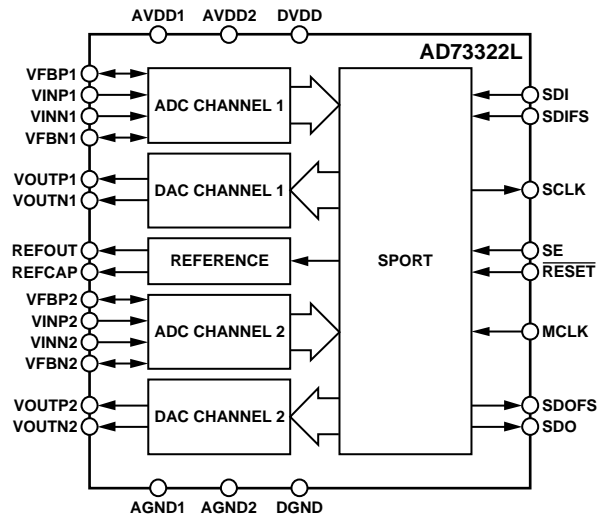 AVDD1 AVDD2 DVDD
AD73322L
VFBP1
VINP1
VINN1
VFBN1
ADC CHANNEL 1
VOUTP1
VOUTN1
DAC CHANNEL 1
REFOUT
REFCAP
REFERENCE
VFBP2
VINP2
VINN2
VFBN2
ADC CHANNEL 2
VOUTP2
VOUTN2
DAC CHANNEL 2
SPORT
SDI
SDIFS
SCLK
SE
RESET
MCLK
SDOFS
SDO
AGND1 AGND2 DGND